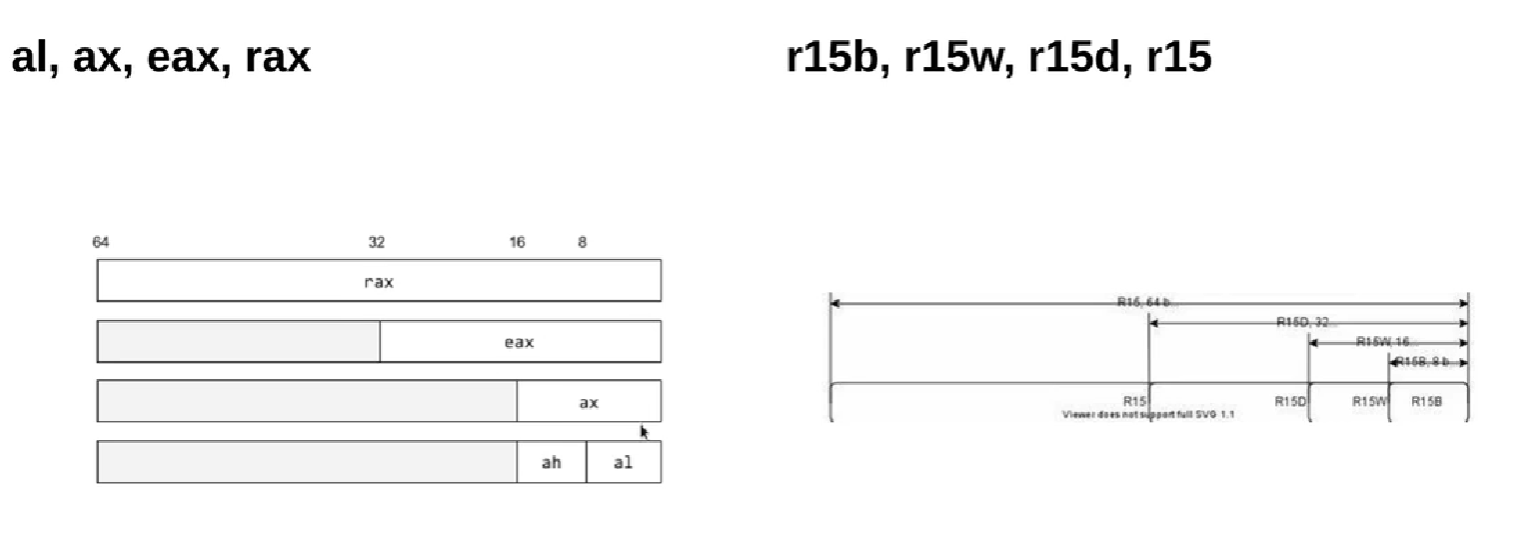 al, ax, eax, rax
64 32 16 8
rax
eax
ax
ah al
r15b, r15w, r15d, r15
R15, 64 b...
R15D, 32...
R15W, 16...
R15B, 8 b...
R15 R15D R15W R15B
Viewer does not support full SVG 1.1